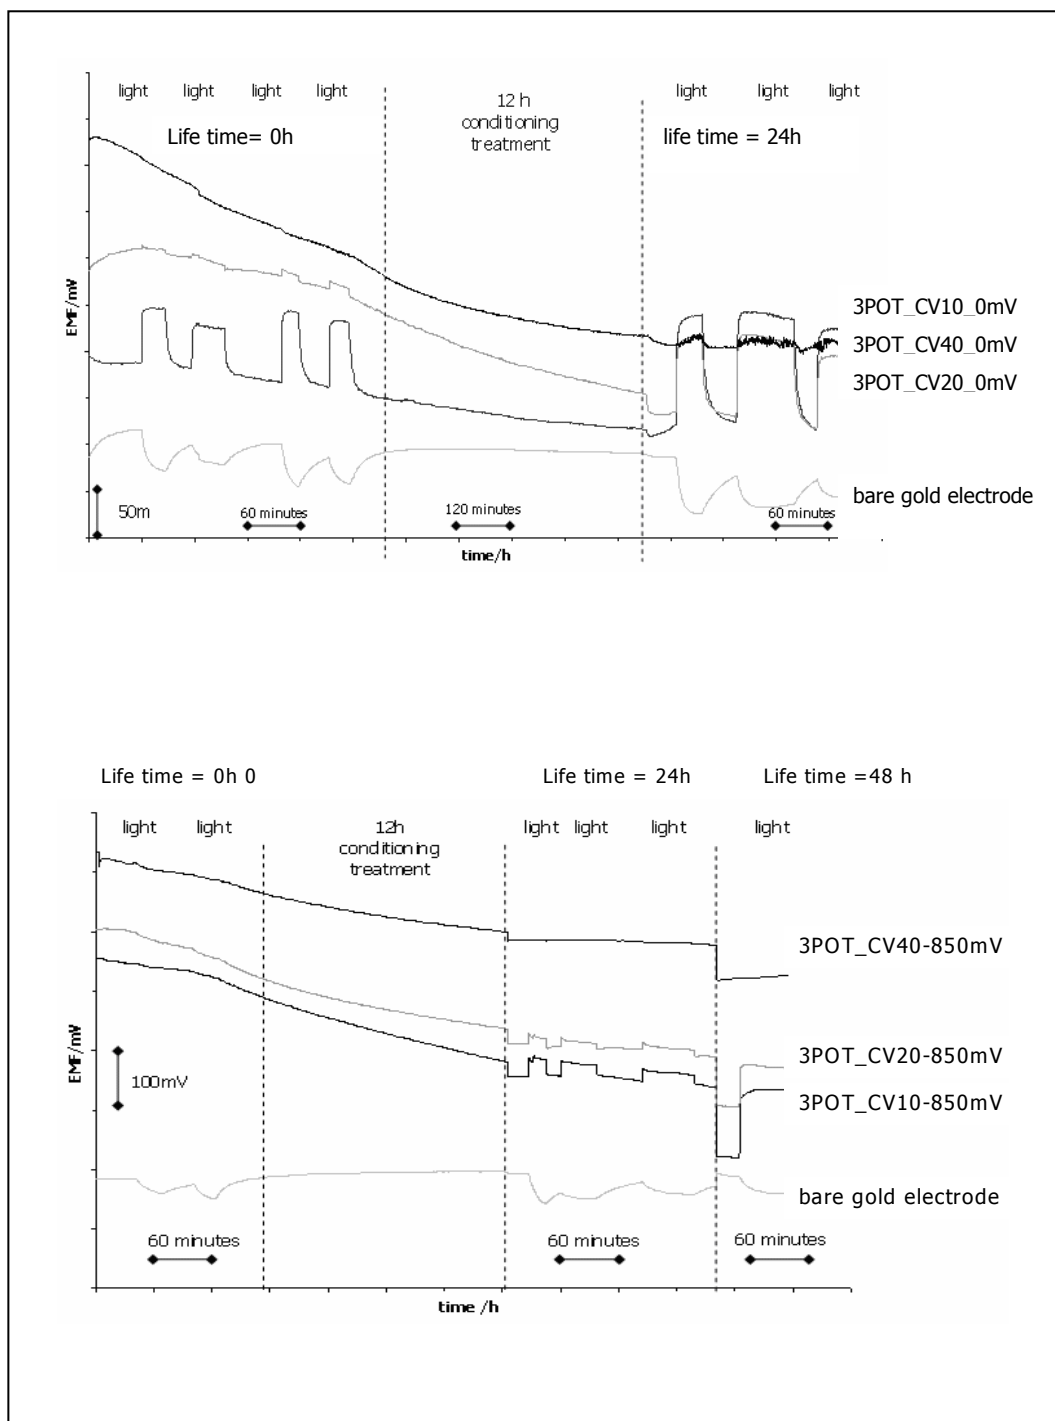 light light light light
12 h
conditioning
treatment
light light light
Life time= 0h
life time = 24h
EMF/mV
3POT_CV10_0mV
3POT_CV40_0mV
3POT_CV20_0mV
bare gold electrode
50m
60 minutes
120 minutes
60 minutes
time/h
Life time = 0h 0
Life time = 24h
Life time =48 h
light light
12h
conditioning
treatment
light light light
light
EMF/mV
3POT_CV40-850mV
3POT_CV20-850mV
3POT_CV10-850mV
100mV
bare gold electrode
60 minutes
60 minutes
60 minutes
time /h